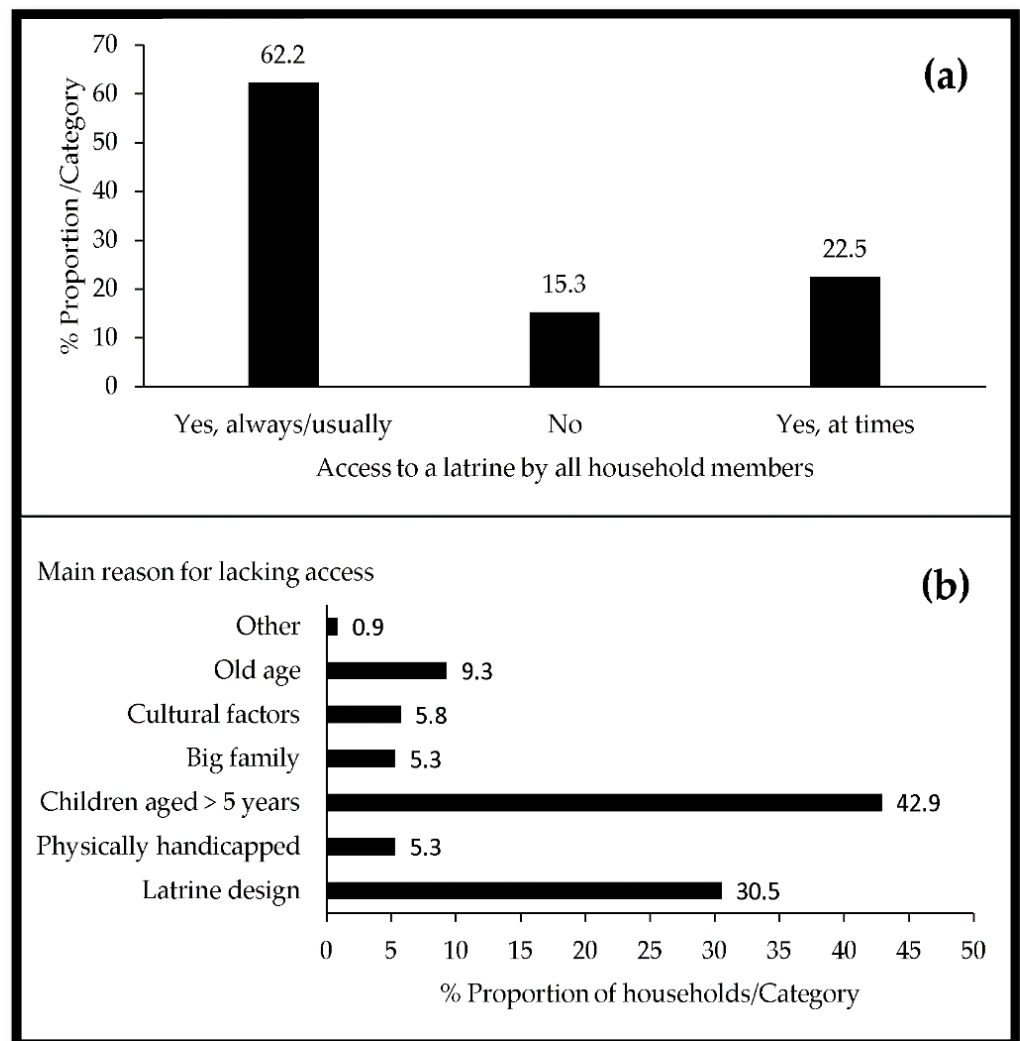 (a)
% Proportion /Category
70
60
50
40
30
20
10
0
62.2
15.3
22.5
Yes, always/usually No Yes, at times
Access to a latrine by all household members
(b)
Main reason for lacking access
Other 0.9
Old age 9.3
Cultural factors 5.8
Big family 5.3
Children aged > 5 years 42.9
Physically handicapped 5.3
Latrine design 30.5
0 5 10 15 20 25 30 35 40 45 50
% Proportion of households/Category